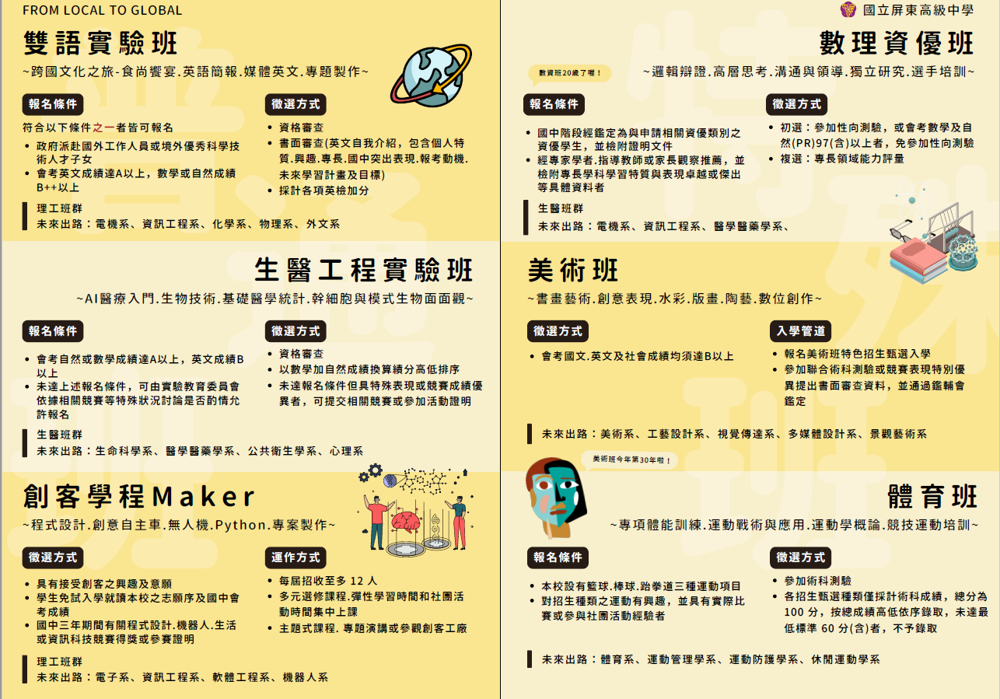 FROM LOCAL TO GLOBAL
雙語實驗班
~跨國文化之旅-食尚饗宴.英語簡報.媒體英文.專題製作~
報名條件
符合以下條件之一者皆可報名
• 政府派赴國外工作人員或境外優秀科學技
術人才子女
• 會考英文成績達A以上，數學或自然成績
B++以上
徵選方式
• 資格審查
• 書面審查(英文自我介紹，包含個人特
質.興趣.專長.國中突出表現.報考動機.
未來學習計畫及目標)
• 採計各項英檢加分
理工班群
未來出路：電機系、資訊工程系、化學系、物理系、外文系
生醫工程實驗班
~AI醫療入門.生物技術.基礎醫學統計.幹細胞與模式生物面面觀~
報名條件
• 會考自然或數學成績達A以上，英文成績B
以上
• 未達上述報名條件，可由實驗教育委員會
依據相關競賽等特殊狀況討論是否酌情允
許報名
徵選方式
• 資格審查
• 以數學加自然成績換算績分高低排序
• 未達報名條件但具特殊表現或競賽成績優
異者，可提交相關競賽或參加活動證明
生醫班群
未來出路：生命科學系、醫學醫藥學系、公共衛生學系、心理系
創客學程Maker
~程式設計.創意自主車.無人機.Python.專案製作~
徵選方式
• 具有接受創客之興趣及意願
• 學生免試入學就讀本校之志願序及國中會
考成績
• 國中三年期間有關程式設計.機器人.生活
或資訊科技競賽得獎或參賽證明
運作方式
• 每屆招收至多 12 人
• 多元選修課程.彈性學習時間和社團活
動時間集中上課
• 主題式課程. 專題演講或參觀創客工廠
理工班群
未來出路：電子系、資訊工程系、軟體工程系、機器人系
普通班
國立屏東高級中學
數理資優班
數資班20歲了喔！
~邏輯辯證.高層思考.溝通與領導.獨立研究.選手培訓~
報名條件
• 國中階段經鑑定為與申請相關資優類別之
資優學生，並檢附證明文件
• 經專家學者.指導教師或家長觀察推薦，並
檢附專長學科學習特質與表現卓越或傑出
等具體資料者
徵選方式
• 初選：參加性向測驗，或會考數學及自
然(PR)97(含)以上者，免參加性向測驗
• 複選：專長領域能力評量
生醫班群
未來出路：電機系、資訊工程系、醫學醫藥學系、
美術班
~書畫藝術.創意表現.水彩.版畫.陶藝.數位創作~
徵選方式
• 會考國文.英文及社會成績均須達B以上
入學管道
• 報名美術班特色招生甄選入學
• 參加聯合術科測驗或競賽表現特別優
異提出書面審查資料，並通過鑑輔會
鑑定
未來出路：美術系、工藝設計系、視覺傳達系、多媒體設計系、景觀藝術系
美術班今年第30年啦！
體育班
~專項體能訓練.運動戰術與應用.運動學概論.競技運動培訓~
報名條件
• 本校設有籃球.棒球.跆拳道三種運動項目
• 對招生種類之運動有興趣，並具有實際比
賽或參與社團活動經驗者
徵選方式
• 參加術科測驗
• 各招生甄選種類僅採計術科成績，總分為
100 分，按總成績高低依序錄取，未達最
低標準 60 分(含)者，不予錄取
未來出路：體育系、運動管理學系、運動防護學系、休閒運動學系
特殊班